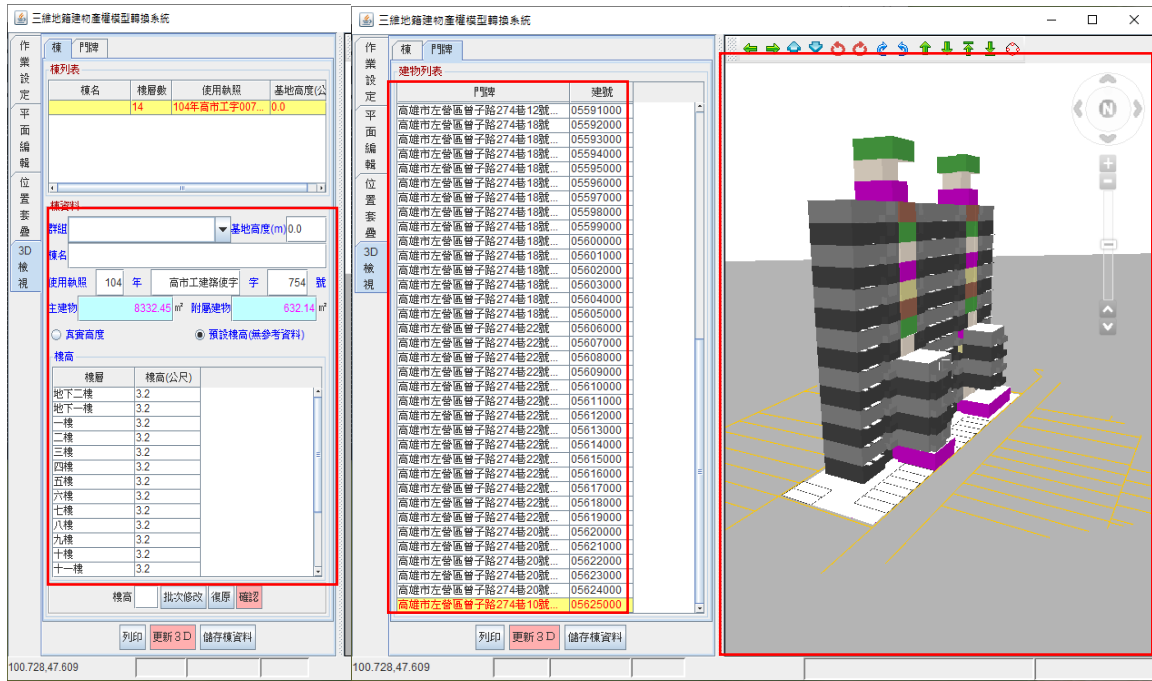 三維地籍建物產權模型轉換系統
作業設定
平面編輯
位置套疊
3D檢視
棟 門牌
棟列表
棟名 樓層數 使用執照 基地高度(公
14 104年高市工字007... 0.0
棟資料
群組 基地高度(m) 0.0
棟名
使用執照 104 年 高市工建築使字 字 754 號
主建物 8332.45 ㎡ 附屬建物 632.14 ㎡
真實高度 預設樓高(無參考資料)
樓高
樓層 樓高(公尺)
地下二樓 3.2
地下一樓 3.2
一樓 3.2
二樓 3.2
三樓 3.2
四樓 3.2
五樓 3.2
六樓 3.2
七樓 3.2
八樓 3.2
九樓 3.2
十樓 3.2
十一樓 3.2
樓高 批次修改 復原 確認
列印 更新3D 儲存棟資料
100.728,47.609
三維地籍建物產權模型轉換系統
作業設定
平面編輯
位置套疊
3D檢視
棟 門牌
建物列表
門牌 建號
高雄市左營區曾子路274巷12號... 05591000
高雄市左營區曾子路274巷18號... 05592000
高雄市左營區曾子路274巷18號... 05593000
高雄市左營區曾子路274巷18號... 05594000
高雄市左營區曾子路274巷18號... 05595000
高雄市左營區曾子路274巷18號... 05596000
高雄市左營區曾子路274巷18號... 05597000
高雄市左營區曾子路274巷18號... 05598000
高雄市左營區曾子路274巷18號... 05599000
高雄市左營區曾子路274巷18號... 05600000
高雄市左營區曾子路274巷18號... 05601000
高雄市左營區曾子路274巷18號... 05602000
高雄市左營區曾子路274巷18號... 05603000
高雄市左營區曾子路274巷18號... 05604000
高雄市左營區曾子路274巷18號... 05605000
高雄市左營區曾子路274巷22號 05606000
高雄市左營區曾子路274巷22號... 05607000
高雄市左營區曾子路274巷22號... 05608000
高雄市左營區曾子路274巷22號... 05609000
高雄市左營區曾子路274巷22號... 05610000
高雄市左營區曾子路274巷22號... 05611000
高雄市左營區曾子路274巷22號... 05612000
高雄市左營區曾子路274巷22號... 05613000
高雄市左營區曾子路274巷22號... 05614000
高雄市左營區曾子路274巷22號... 05615000
高雄市左營區曾子路274巷22號... 05616000
高雄市左營區曾子路274巷22號... 05617000
高雄市左營區曾子路274巷22號... 05618000
高雄市左營區曾子路274巷22號... 05619000
高雄市左營區曾子路274巷20號... 05620000
高雄市左營區曾子路274巷20號... 05621000
高雄市左營區曾子路274巷20號... 05622000
高雄市左營區曾子路274巷20號... 05623000
高雄市左營區曾子路274巷20號... 05624000
高雄市左營區曾子路274巷10號... 05625000
列印 更新3D 儲存棟資料
100.728,47.609
N